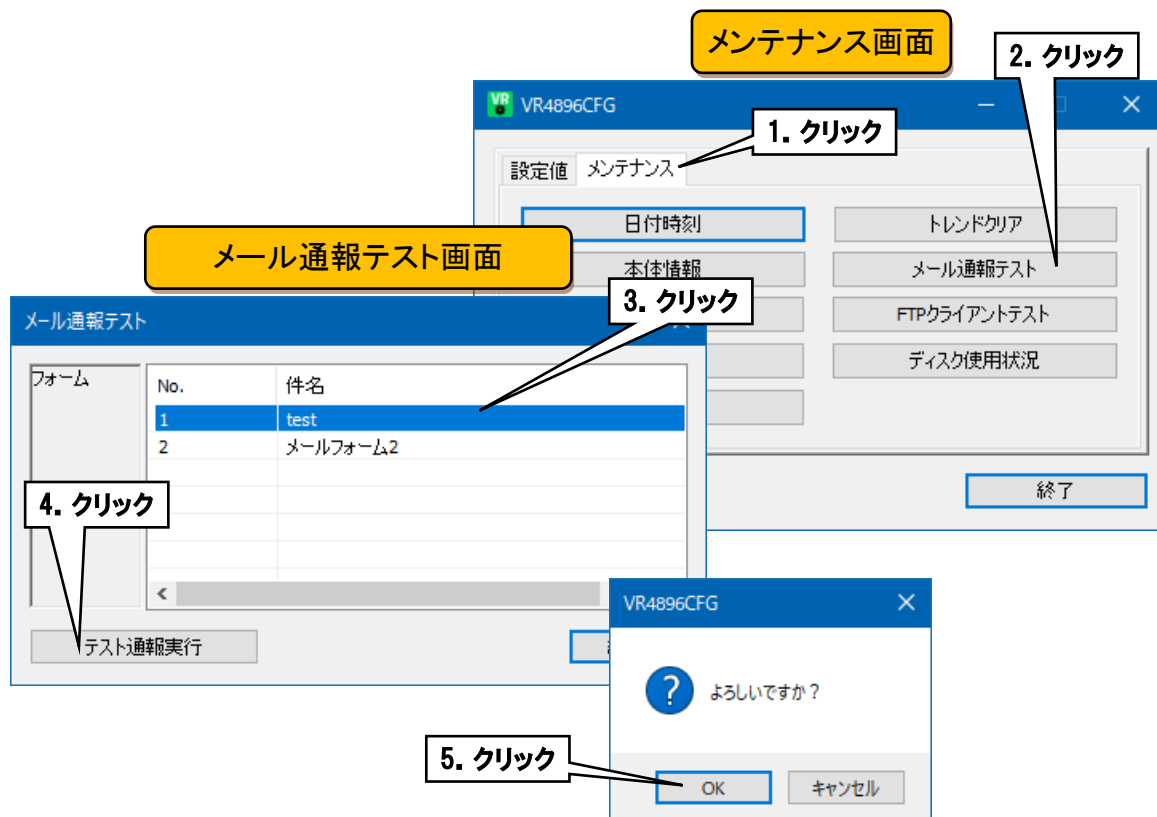 メンテナンス画面
2. クリック
VR4896CFG
1. クリック
設定値 メンテナンス
日付時刻
トレンドクリア
本体情報
メール通報テスト
FTPクライアントテスト
ディスク使用状況
終了
メール通報テスト画面
3. クリック
メール通報テスト
フォーム
No. 件名
1 test
2 メールフォーム2
4. クリック
テスト通報実行
VR4896CFG
よろしいですか?
5. クリック
OK キャンセル